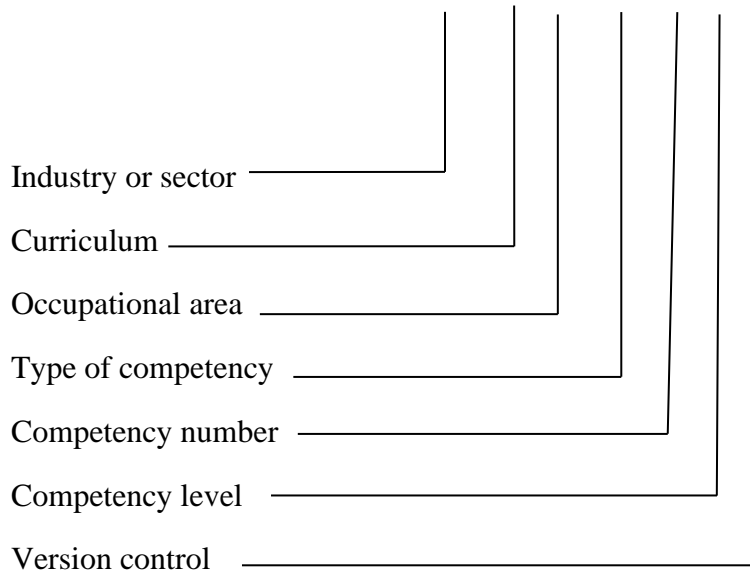 Industry or sector
Curriculum
Occupational area
Type of competency
Competency number
Competency level
Version control